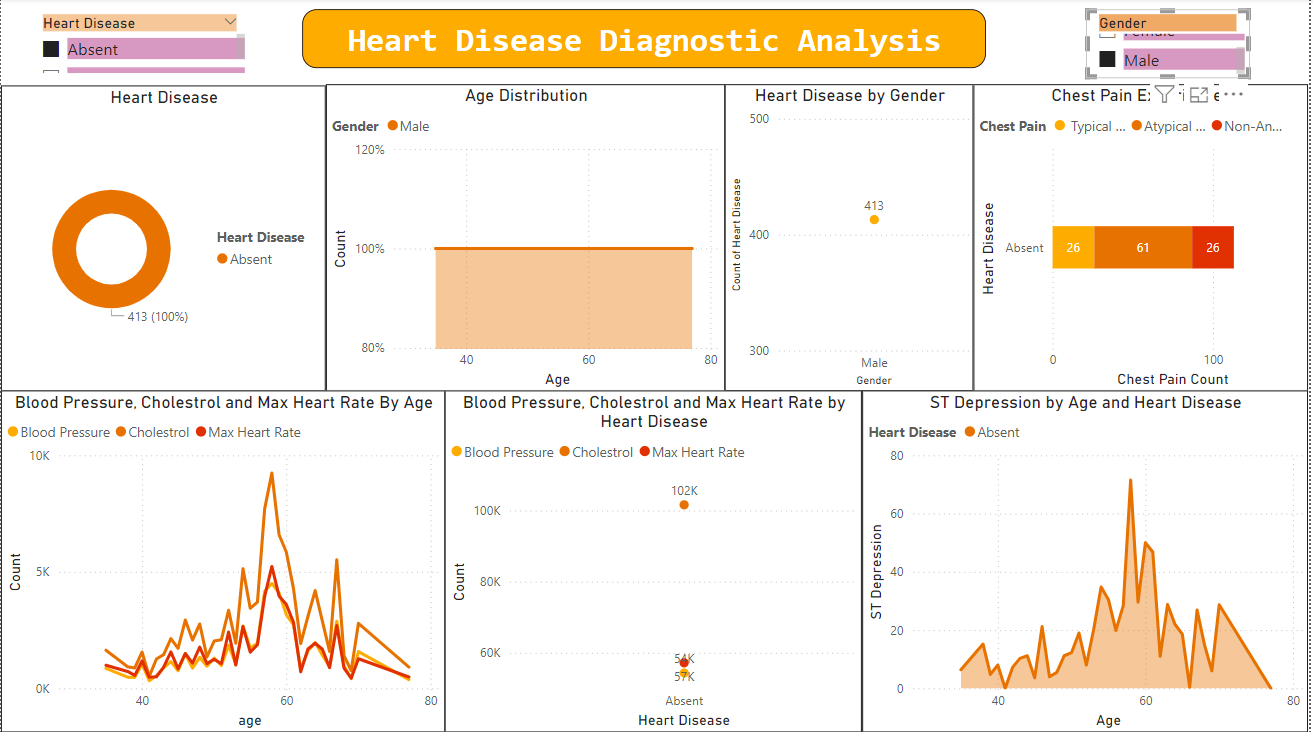 Heart Disease
Absent
Heart Disease Diagnostic Analysis
Gender
Female
Male
Heart Disease
Heart Disease
Absent
413 (100%)
Age Distribution
Gender Male
120%
100%
80%
Count
40 60 80
Age
Heart Disease by Gender
500
400
300
Count of Heart Disease
413
Male
Gender
Chest Pain E
Chest Pain Typical ... Atypical ... Non-An...
Heart Disease
Absent
26 61 26
0 100
Chest Pain Count
Blood Pressure, Cholestrol and Max Heart Rate By Age
Blood Pressure Cholestrol Max Heart Rate
10K
5K
0K
Count
40 60 80
age
Blood Pressure, Cholestrol and Max Heart Rate by
Heart Disease
Blood Pressure Cholestrol Max Heart Rate
102K
100K
80K
60K
Count
54K
57K
Absent
Heart Disease
ST Depression by Age and Heart Disease
Heart Disease Absent
80
60
40
20
0
ST Depression
40 60 80
Age